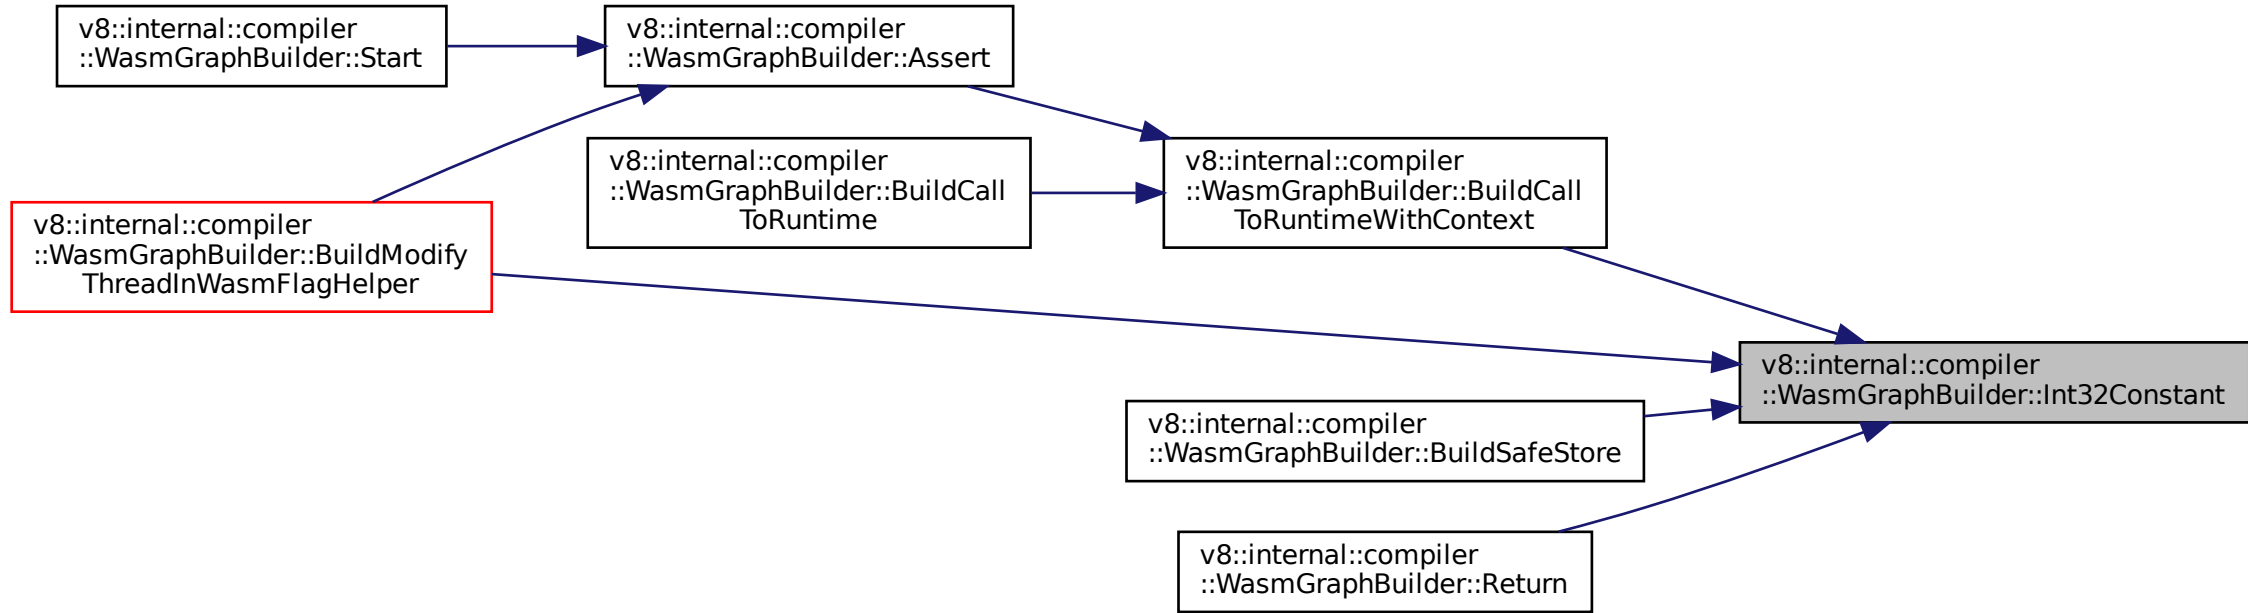 v8::internal::compiler
::WasmGraphBuilder::Start
v8::internal::compiler
::WasmGraphBuilder::Assert
v8::internal::compiler
::WasmGraphBuilder::BuildCall
ToRuntime
v8::internal::compiler
::WasmGraphBuilder::BuildCall
ToRuntimeWithContext
v8::internal::compiler
::WasmGraphBuilder::BuildModify
ThreadInWasmFlagHelper
v8::internal::compiler
::WasmGraphBuilder::Int32Constant
v8::internal::compiler
::WasmGraphBuilder::BuildSafeStore
v8::internal::compiler
::WasmGraphBuilder::Return